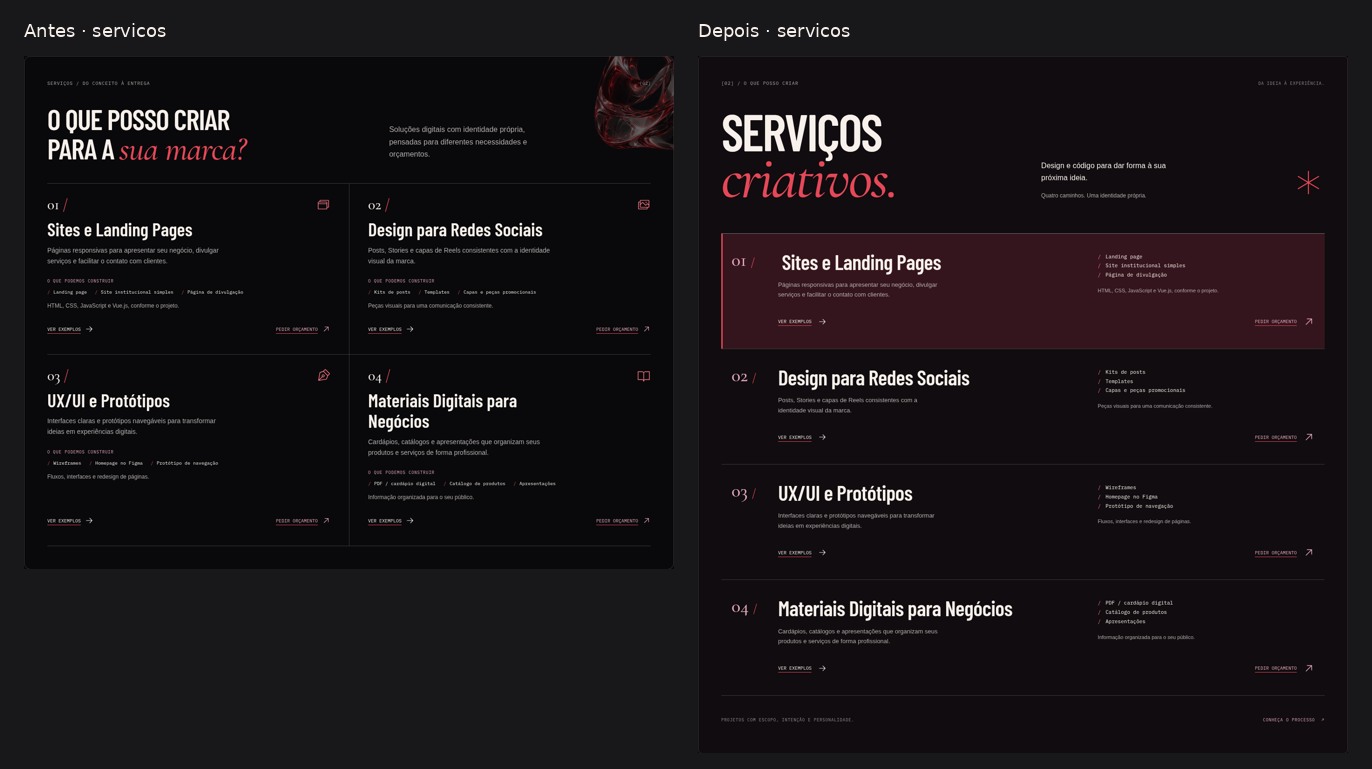 Antes · servicos
SERVIÇOS / DO CONCEITO À ENTREGA
O QUE POSSO CRIAR
PARA A sua marca?
Soluções digitais com identidade própria,
pensadas para diferentes necessidades e
orçamentos.
01 /
Sites e Landing Pages
Páginas responsivas para apresentar seu negócio, divulgar
serviços e facilitar o contato com clientes.
O QUE PODEMOS CONSTRUIR
/ Landing page / Site institucional simples / Página de divulgação
HTML, CSS, JavaScript e Vue.js, conforme o projeto.
VER EXEMPLOS → PEDIR ORÇAMENTO ↗
02 /
Design para Redes Sociais
Posts, Stories e capas de Reels consistentes com a identidade
visual da marca.
O QUE PODEMOS CONSTRUIR
/ Kits de posts / Templates / Capas e peças promocionais
Peças visuais para uma comunicação consistente.
VER EXEMPLOS → PEDIR ORÇAMENTO ↗
03 /
UX/UI e Protótipos
Interfaces claras e protótipos navegáveis para transformar
ideias em experiências digitais.
O QUE PODEMOS CONSTRUIR
/ Wireframes / Homepage no Figma / Protótipo de navegação
Fluxos, interfaces e redesign de páginas.
VER EXEMPLOS → PEDIR ORÇAMENTO ↗
04 /
Materiais Digitais para
Negócios
Cardápios, catálogos e apresentações que organizam seus
produtos e serviços de forma profissional.
O QUE PODEMOS CONSTRUIR
/ PDF / cardápio digital / Catálogo de produtos / Apresentações
Informação organizada para o seu público.
VER EXEMPLOS → PEDIR ORÇAMENTO ↗
Depois · servicos
[02] / O QUE POSSO CRIAR
DA IDEIA À EXPERIÊNCIA.
SERVIÇOS
criativos.
Design e código para dar forma à sua
próxima ideia.
Quatro caminhos. Uma identidade própria.
01 /
Sites e Landing Pages
Páginas responsivas para apresentar seu negócio, divulgar
serviços e facilitar o contato com clientes.
/ Landing page
/ Site institucional simples
/ Página de divulgação
HTML, CSS, JavaScript e Vue.js, conforme o projeto.
VER EXEMPLOS → PEDIR ORÇAMENTO ↗
02 /
Design para Redes Sociais
Posts, Stories e capas de Reels consistentes com a
identidade visual da marca.
/ Kits de posts
/ Templates
/ Capas e peças promocionais
Peças visuais para uma comunicação consistente.
VER EXEMPLOS → PEDIR ORÇAMENTO ↗
03 /
UX/UI e Protótipos
Interfaces claras e protótipos navegáveis para transformar
ideias em experiências digitais.
/ Wireframes
/ Homepage no Figma
/ Protótipo de navegação
Fluxos, interfaces e redesign de páginas.
VER EXEMPLOS → PEDIR ORÇAMENTO ↗
04 /
Materiais Digitais para Negócios
Cardápios, catálogos e apresentações que organizam seus
produtos e serviços de forma profissional.
/ PDF / cardápio digital
/ Catálogo de produtos
/ Apresentações
Informação organizada para o seu público.
VER EXEMPLOS → PEDIR ORÇAMENTO ↗
PROJETOS COM ESCOPO, INTENÇÃO E PERSONALIDADE.
CONHEÇA O PROCESSO ↗